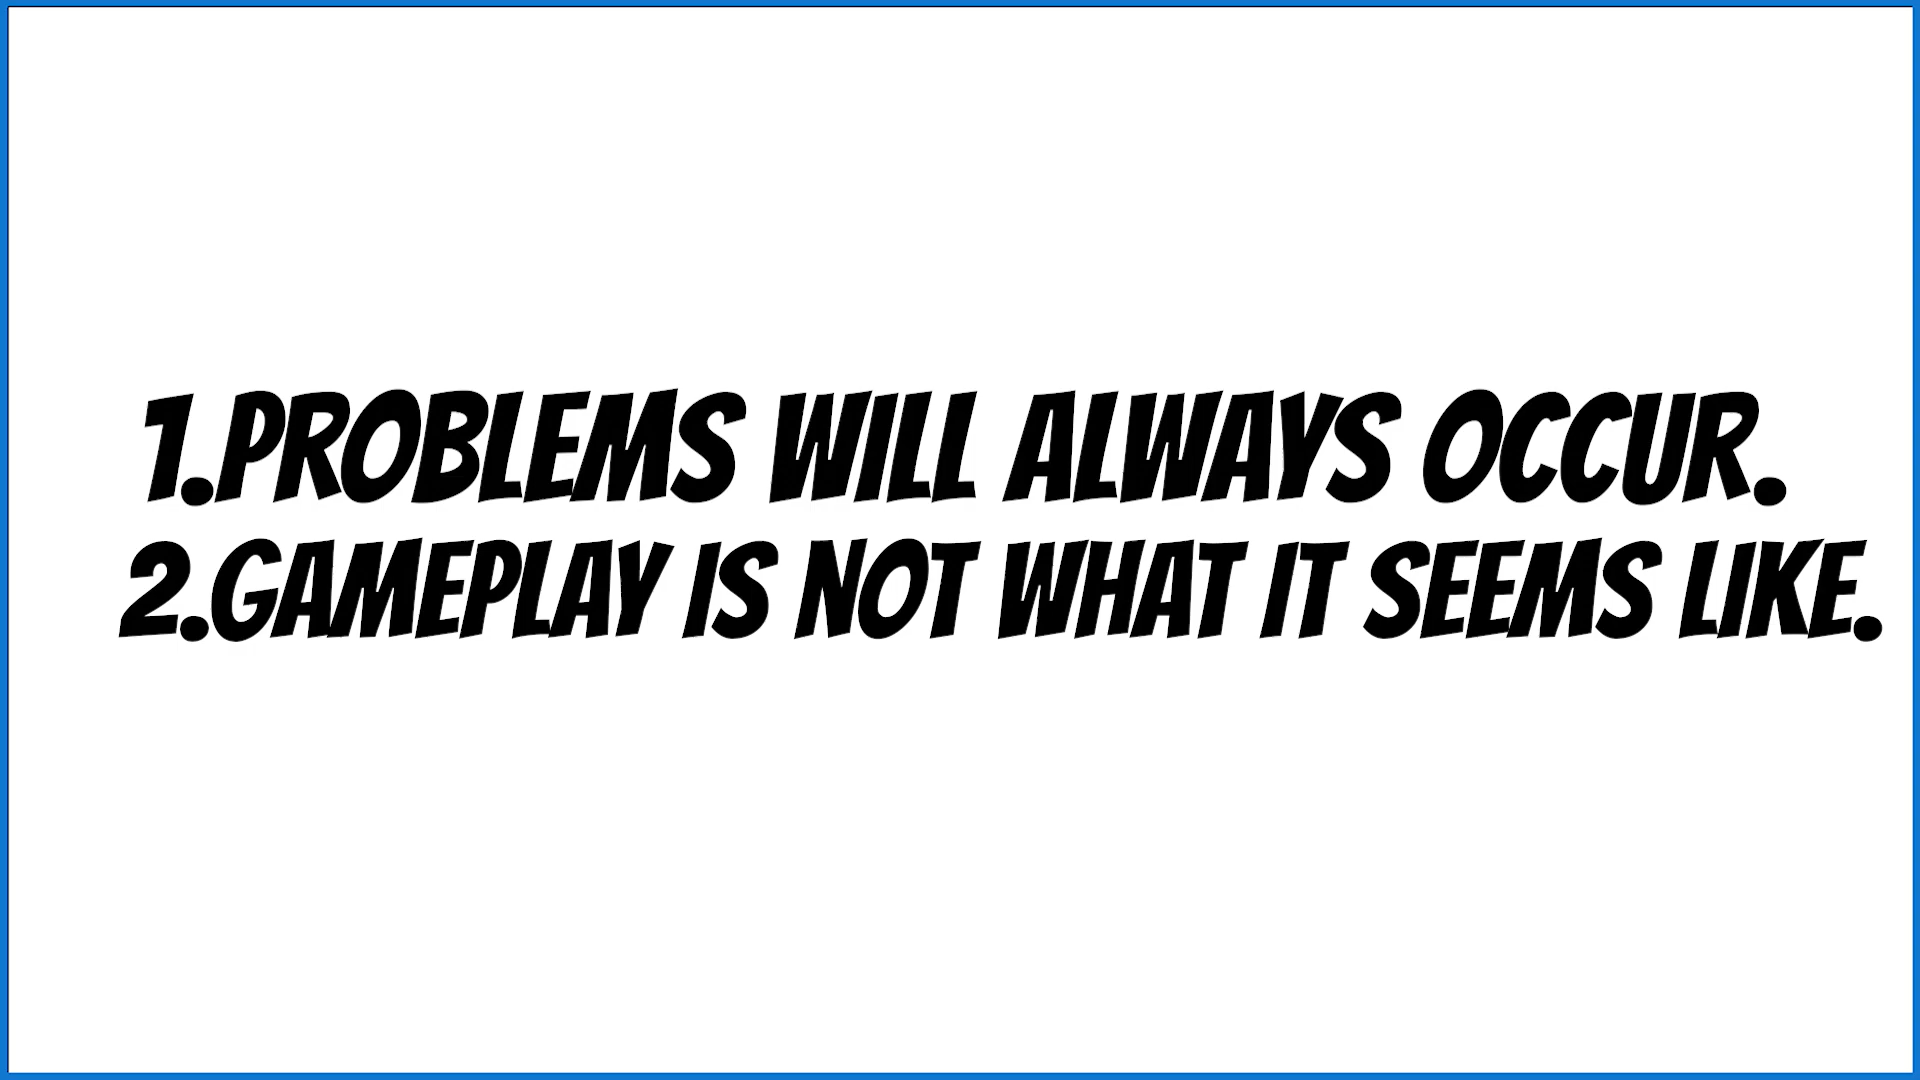 1.PROBLEMS WILL ALWAYS OCCUR.
2.GAMEPLAY IS NOT WHAT IT SEEMS LIKE.